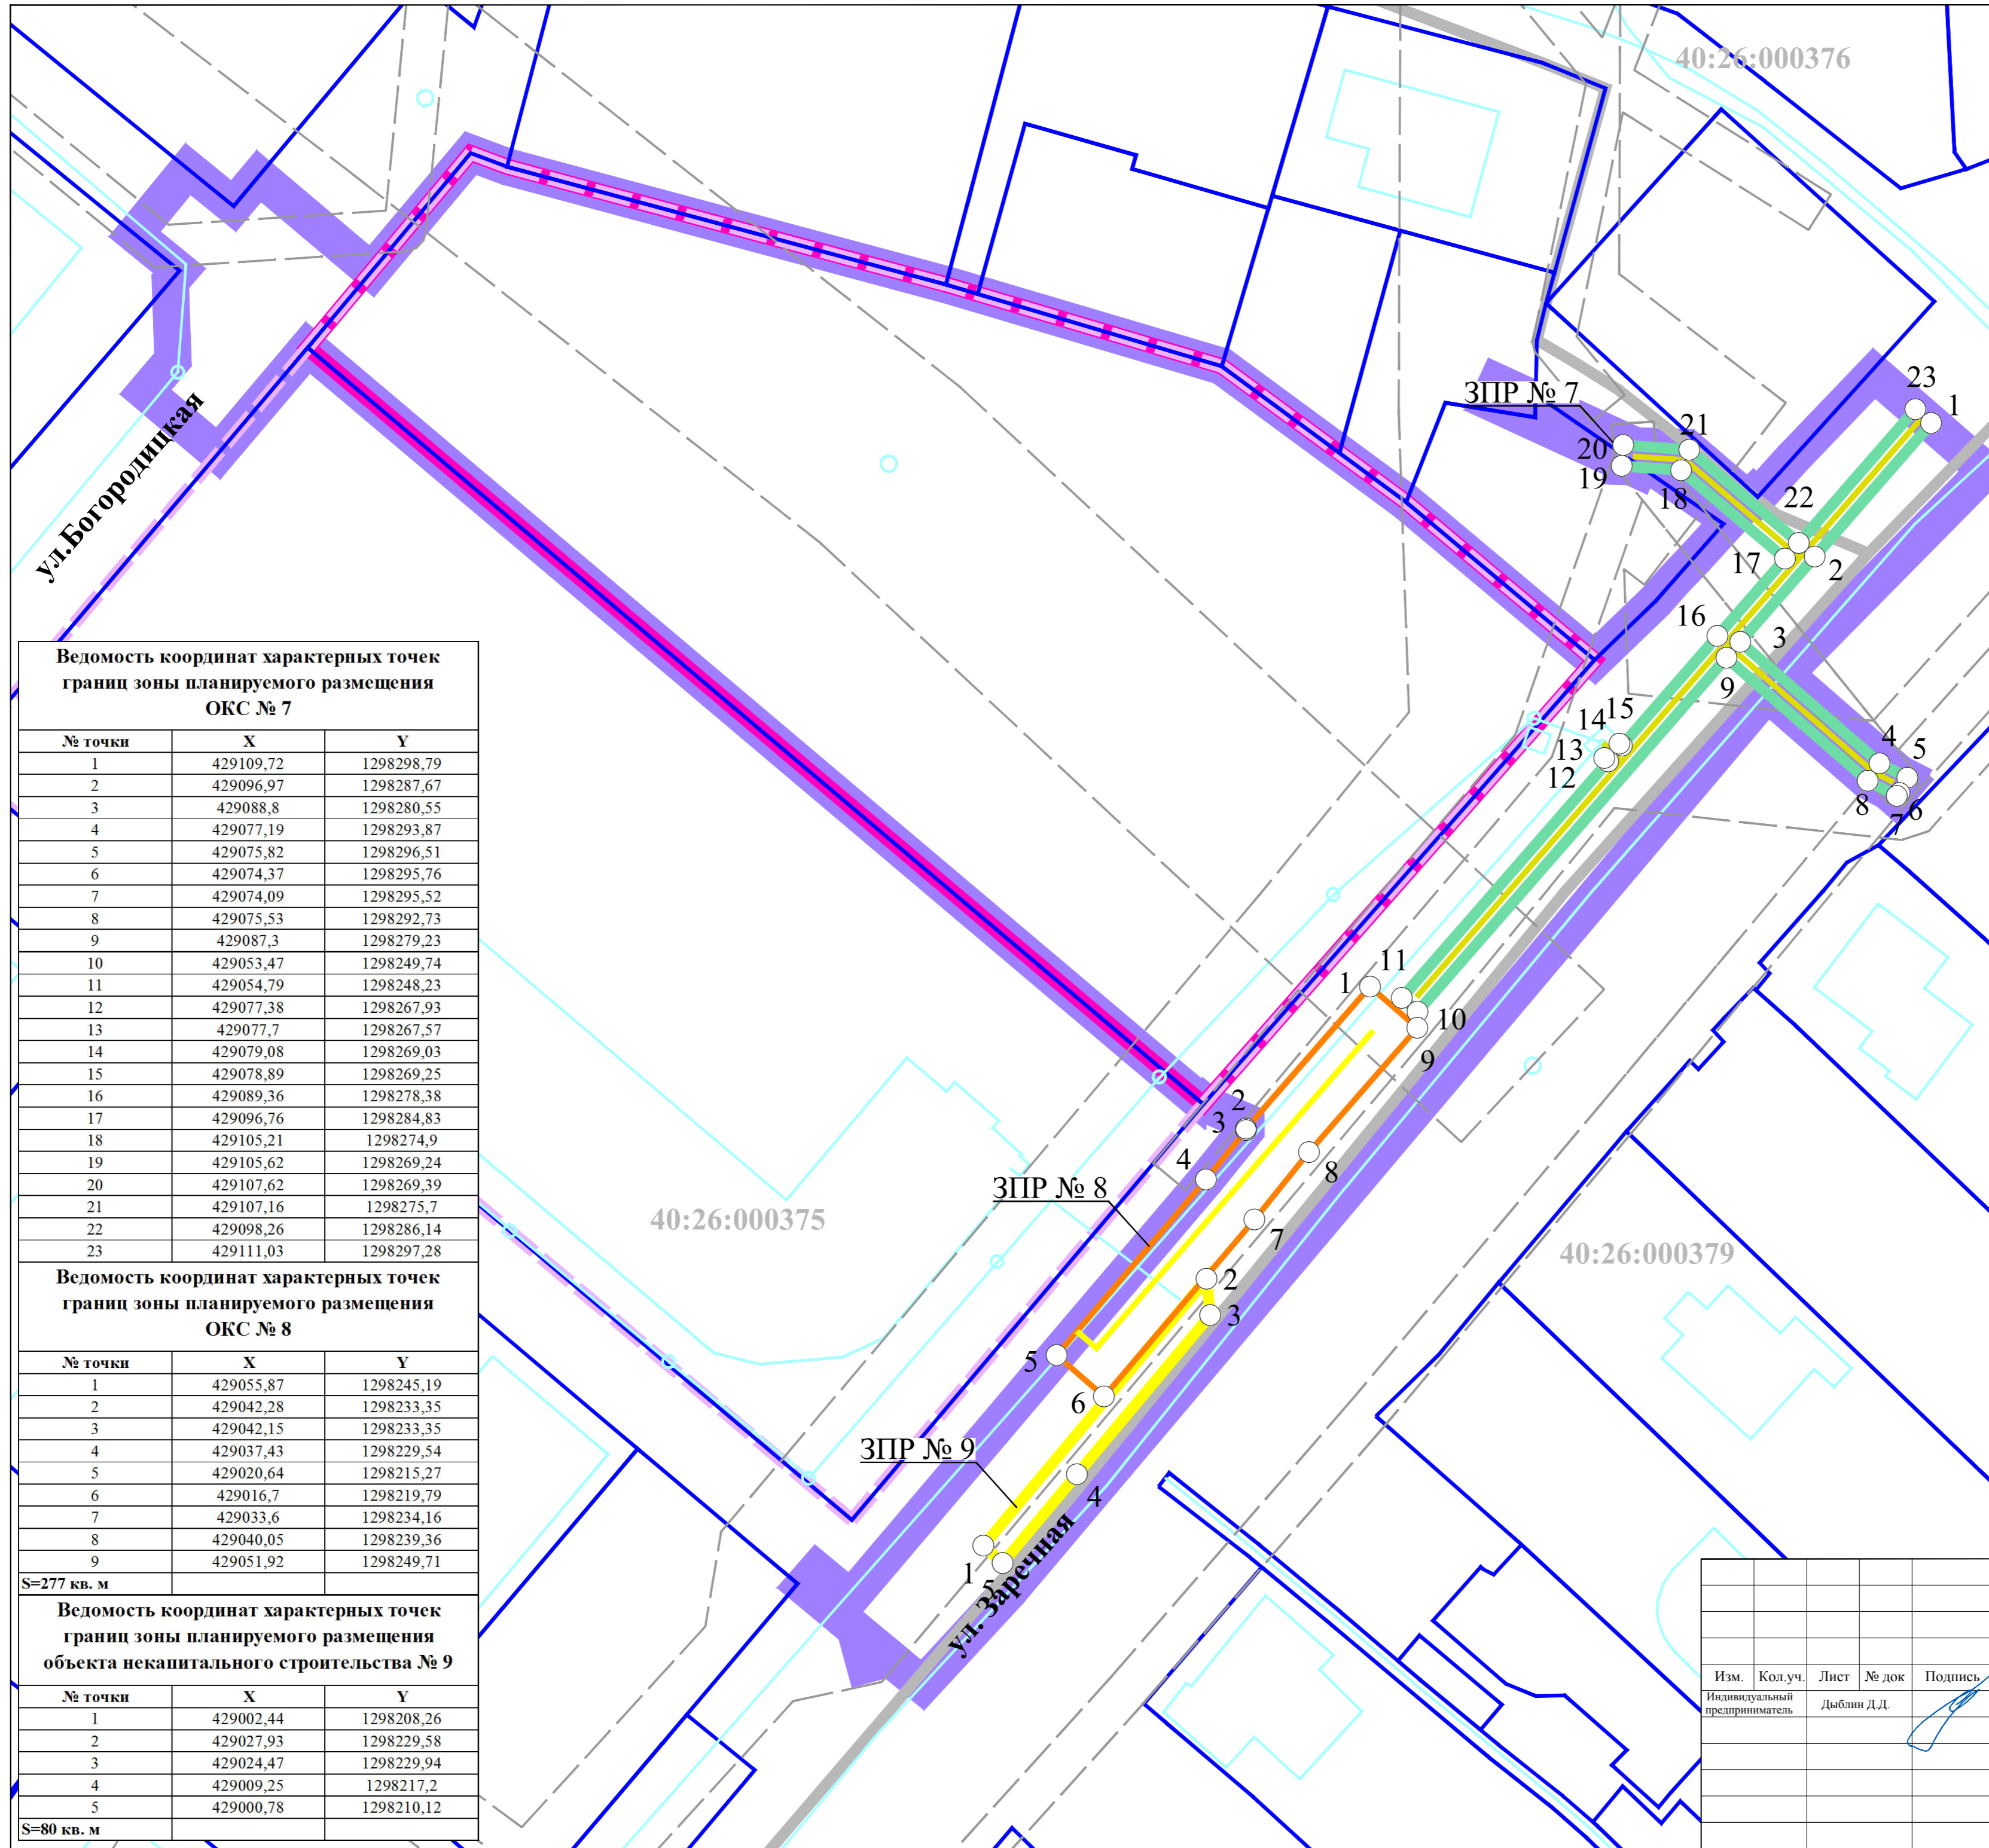 40:26:000376
ЗПР № 7
23
1
21
20
19
18
22
17
2
16
3
9
15
14
13
12
4
5
8
7
6
ул.Богородицкая
Ведомость координат характерных точек
границ зоны планируемого размещения
ОКС № 7
№ точки X Y
1 429109,72 1298298,79
2 429096,97 1298287,67
3 429088,8 1298280,55
4 429077,19 1298293,87
5 429075,82 1298296,51
6 429074,37 1298295,76
7 429074,09 1298295,52
8 429075,53 1298292,73
9 429087,3 1298279,23
10 429053,47 1298249,74
11 429054,79 1298248,23
12 429077,38 1298267,93
13 429077,7 1298267,57
14 429079,08 1298269,03
15 429078,89 1298269,25
16 429089,36 1298278,38
17 429096,76 1298284,83
18 429105,21 1298274,9
19 429105,62 1298269,24
20 429107,62 1298269,39
21 429107,16 1298275,7
22 429098,26 1298286,14
23 429111,03 1298297,28
Ведомость координат характерных точек
границ зоны планируемого размещения
ОКС № 8
№ точки X Y
1 429055,87 1298245,19
2 429042,28 1298233,35
3 429042,15 1298233,35
4 429037,43 1298229,54
5 429020,64 1298215,27
6 429016,7 1298219,79
7 429033,6 1298234,16
8 429040,05 1298239,36
9 429051,92 1298249,71
S=277 кв. м
Ведомость координат характерных точек
границ зоны планируемого размещения
объекта некапитального строительства № 9
№ точки X Y
1 429002,44 1298208,26
2 429027,93 1298229,58
3 429024,47 1298229,94
4 429009,25 1298217,2
5 429000,78 1298210,12
S=80 кв. м
1
11
10
9
2
3
4
8
7
ЗПР № 8
40:26:000375
40:26:000379
2
3
5
6
ЗПР № 9
4
1
5
ул. Заречная
Изм. Кол.уч. Лист № док Подпись
Индивидуальный
предприниматель
Дыблин Д.Д.